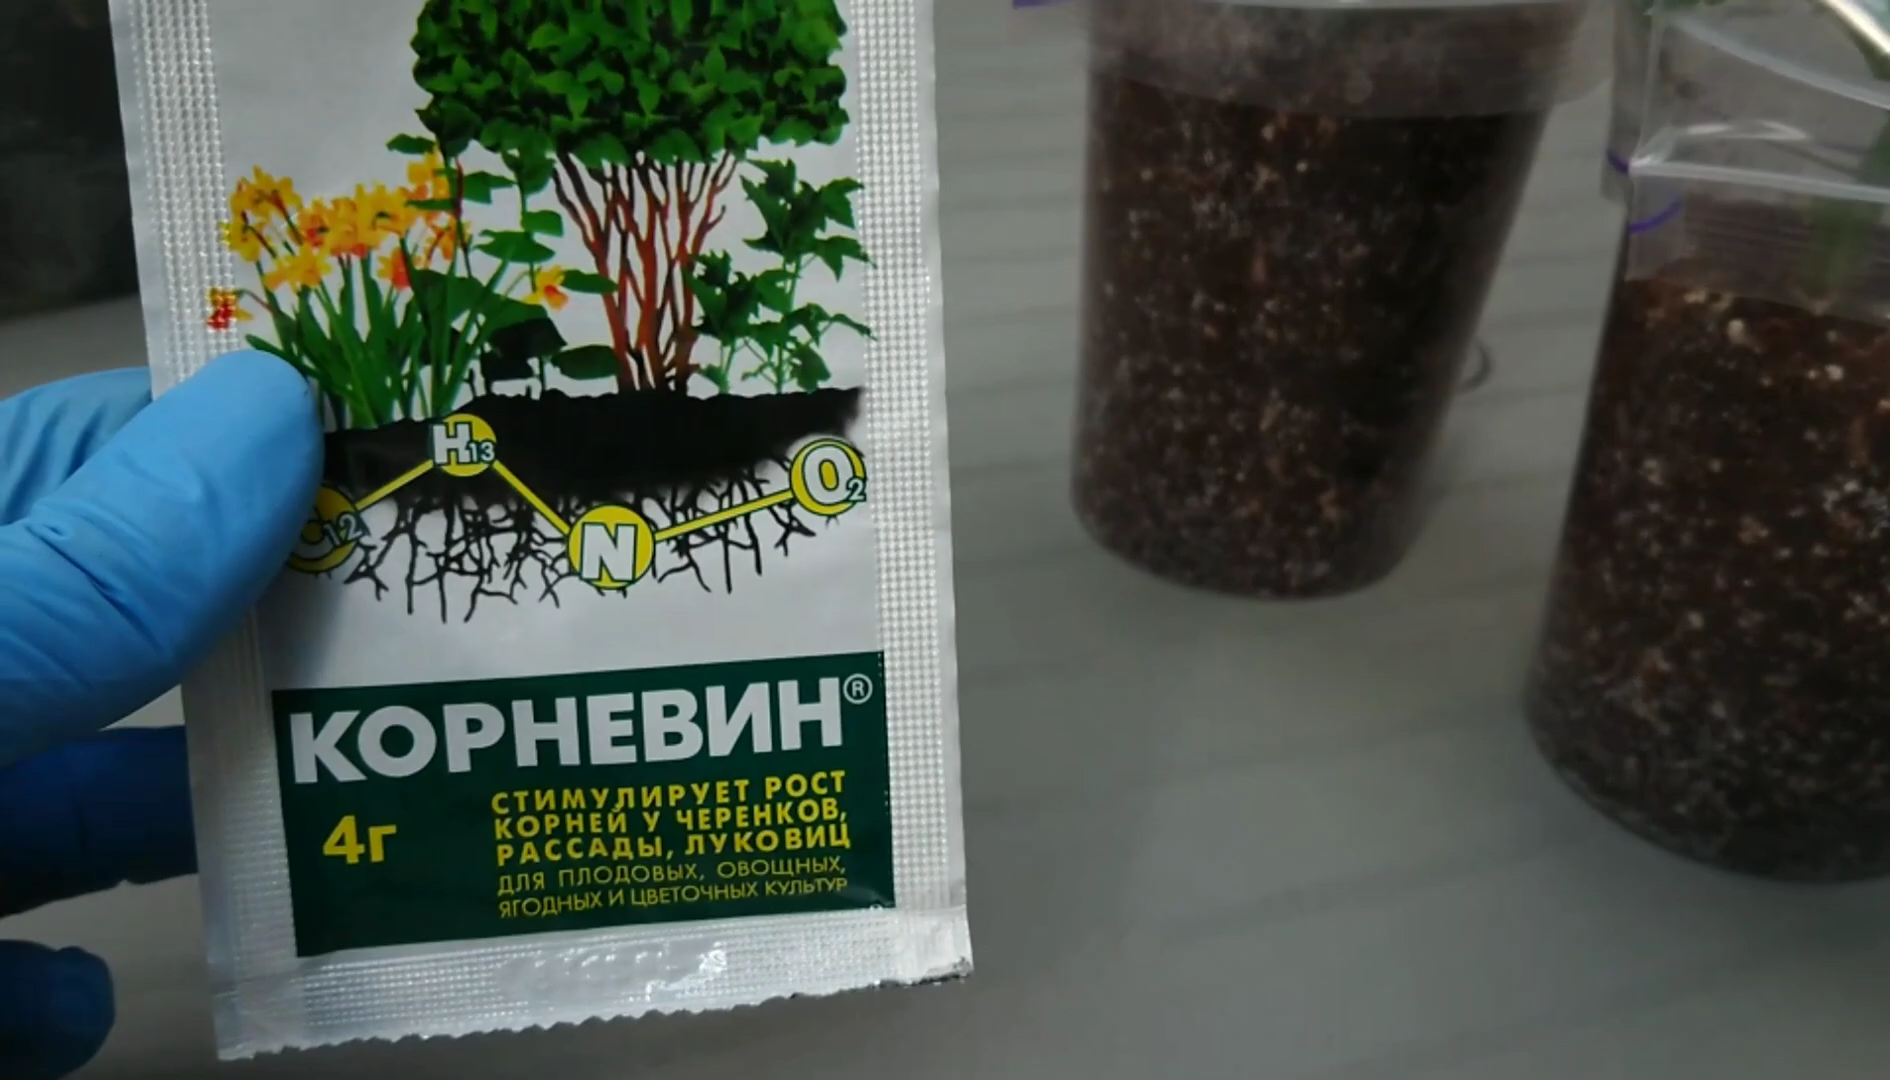 H13
C12
N
O2
КОРНЕВИН®
4г
СТИМУЛИРУЕТ РОСТ
КОРНЕЙ У ЧЕРЕНКОВ,
РАССАДЫ, ЛУКОВИЦ
ДЛЯ ПЛОДОВЫХ, ОВОЩНЫХ,
ЯГОДНЫХ И ЦВЕТОЧНЫХ КУЛЬТУР